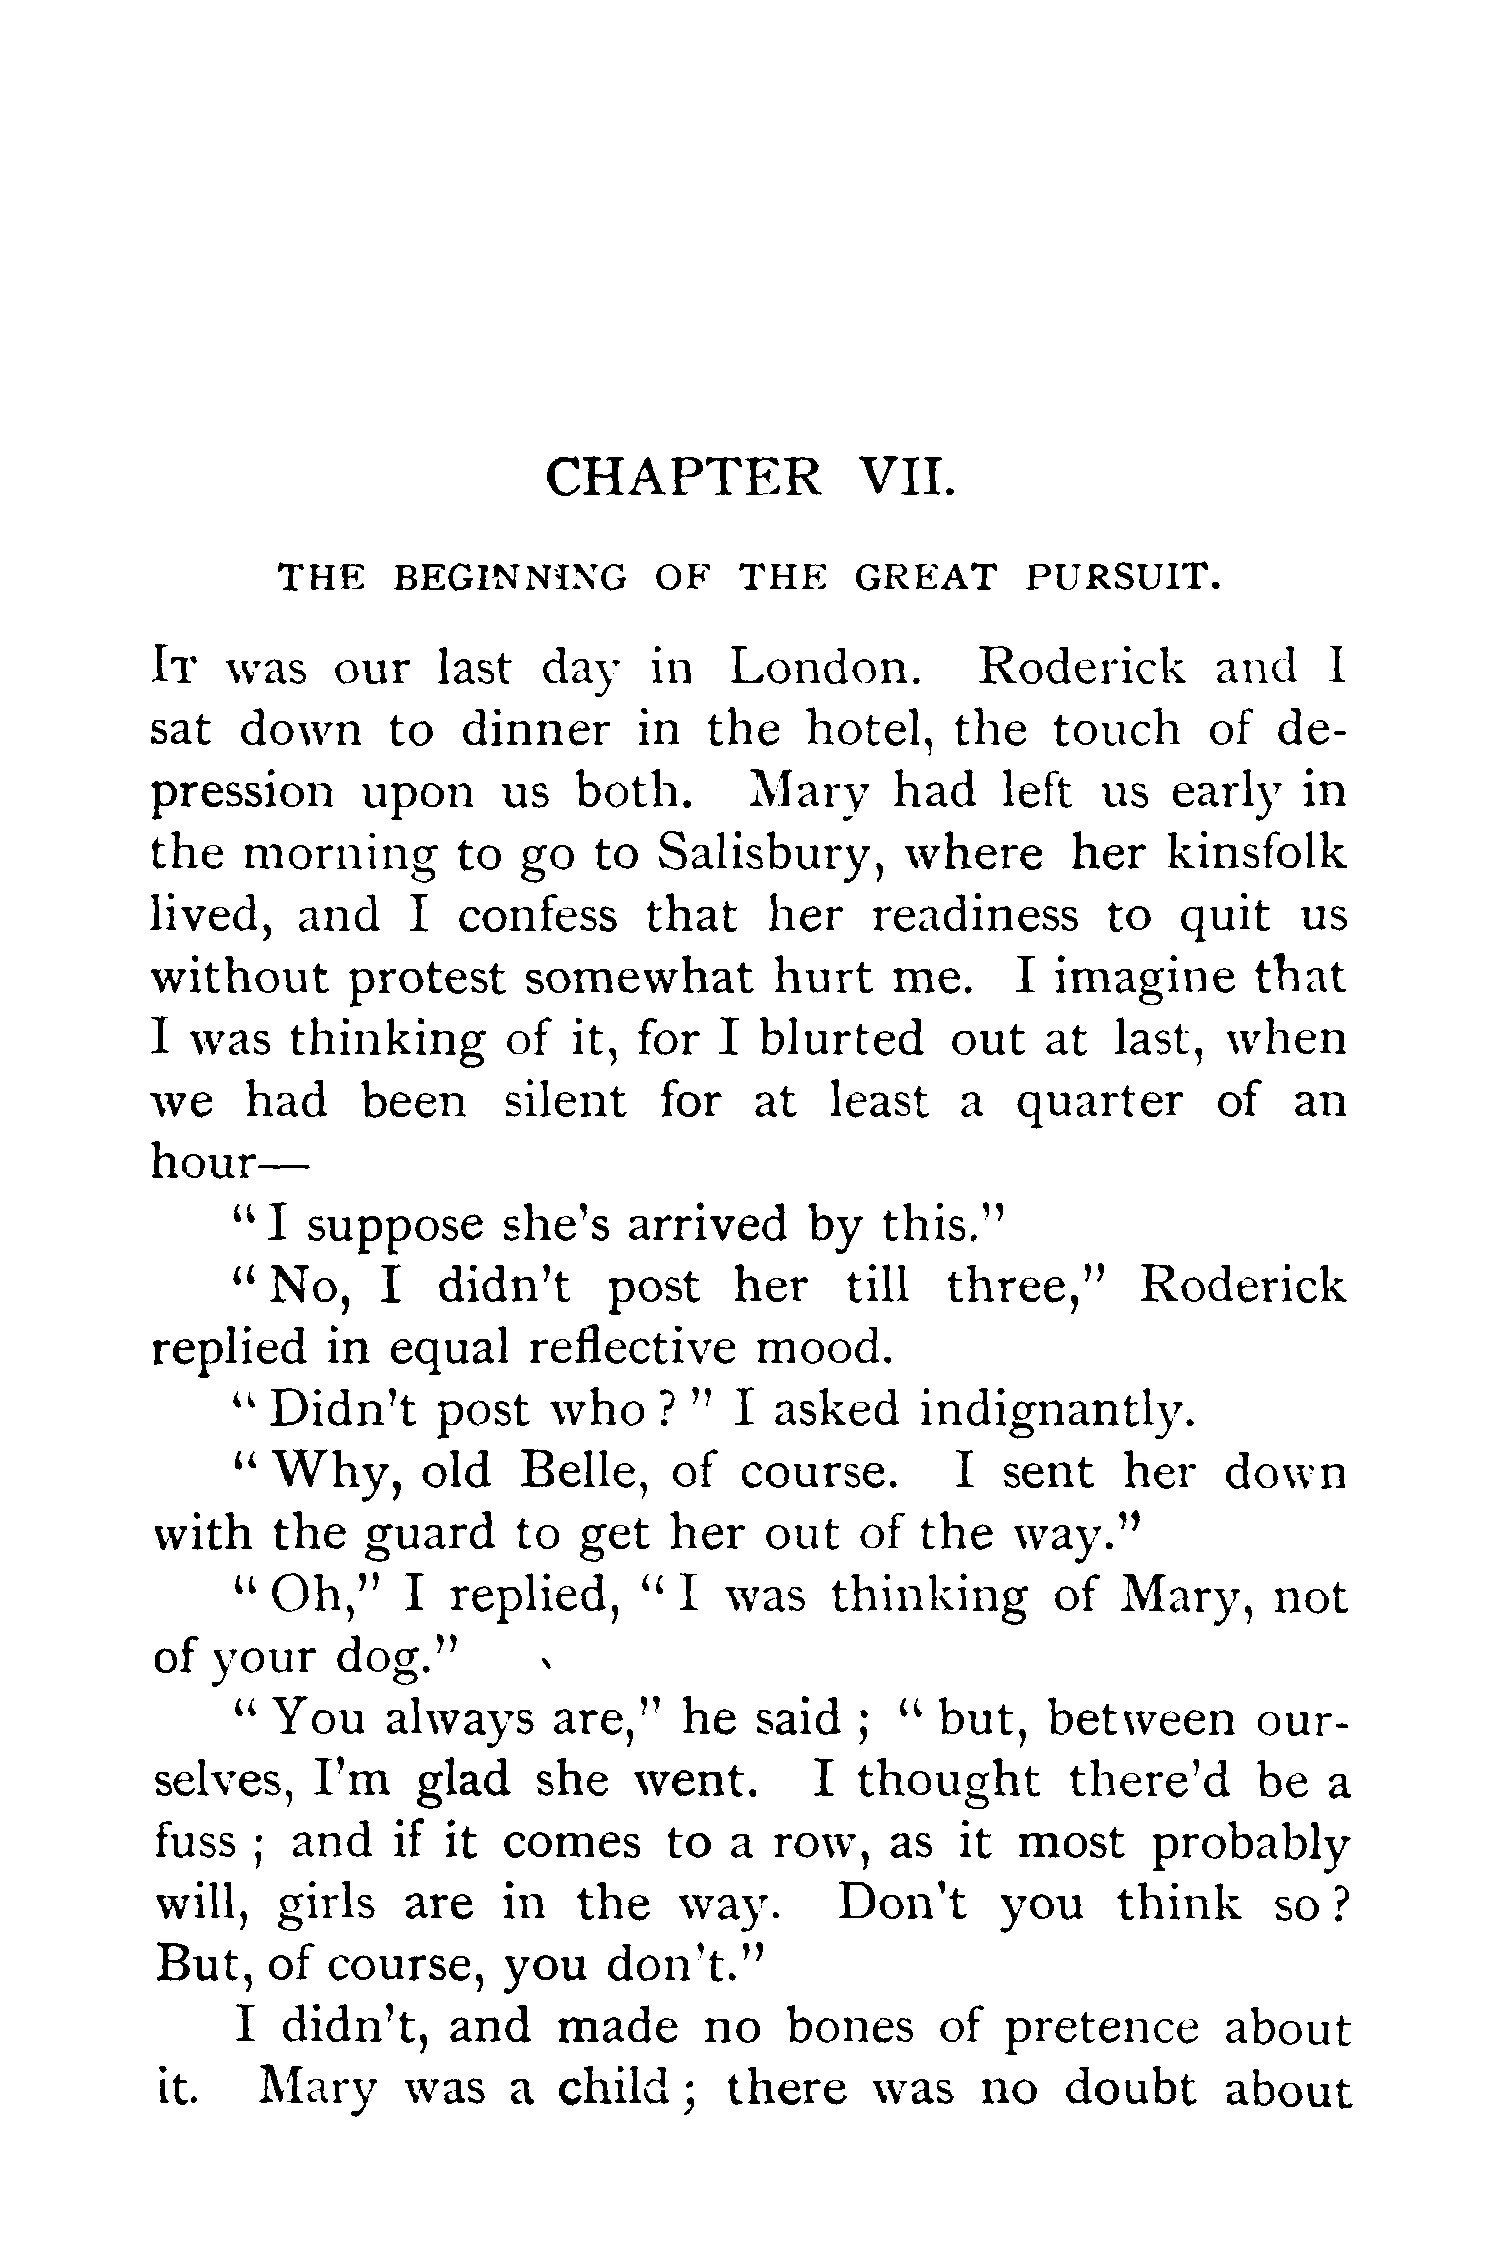 CHAPTER VII.
THE BEGINNING OF THE GREAT PURSUIT.
IT was our last day in London. Roderick and I
sat down to dinner in the hotel, the touch of de-
pression upon us both. Mary had left us early in
the morning to go to Salisbury, where her kinsfolk
lived, and I confess that her readiness to quit us
without protest somewhat hurt me. I imagine that
I was thinking of it, for I blurted out at last, when
we had been silent for at least a quarter of an
hour—
"I suppose she's arrived by this."
"No, I didn't post her till three," Roderick
replied in equal reflective mood.
"Didn't post who?" I asked indignantly.
"Why, old Belle, of course. I sent her down
with the guard to get her out of the way."
"Oh," I replied, "I was thinking of Mary, not
of your dog."
"You always are," he said; "but, between our-
selves, I'm glad she went. I thought there'd be a
fuss; and if it comes to a row, as it most probably
will, girls are in the way. Don't you think so?
But, of course, you don't."
I didn't, and made no bones of pretence about
it. Mary was a child; there was no doubt about